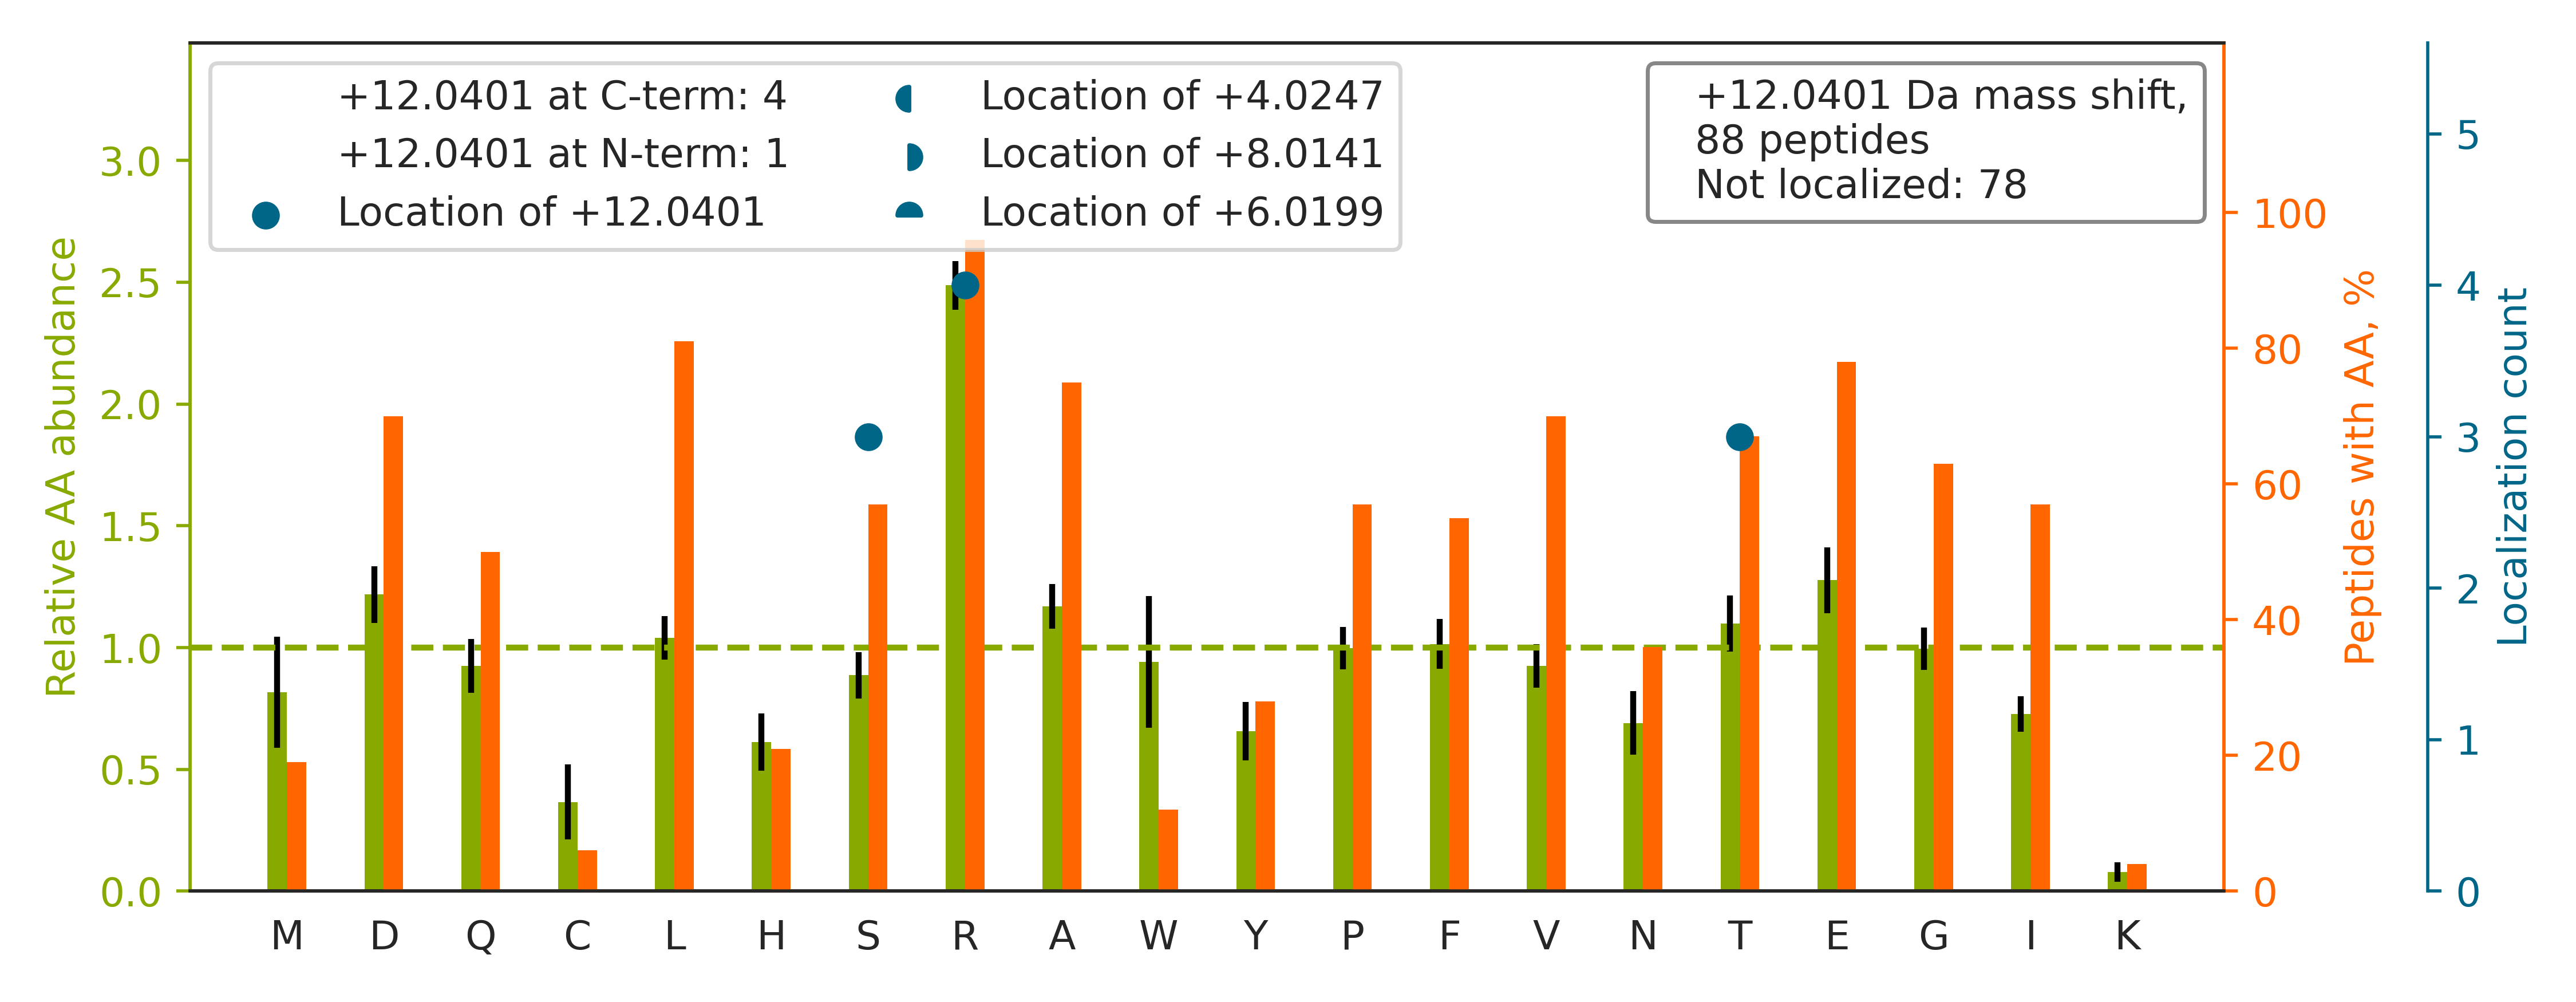 +12.0401 at C-term: 4
+12.0401 at N-term: 1
Location of +12.0401
Location of +4.0247
Location of +8.0141
Location of +6.0199
+12.0401 Da mass shift,
88 peptides
Not localized: 78
Relative AA abundance
3.0
2.5
2.0
1.5
1.0
0.5
0.0
100
80
60
40
20
0
Peptides with AA, %
5
4
3
2
1
0
Localization count
M D Q C L H S R A W Y P F V N T E G I K